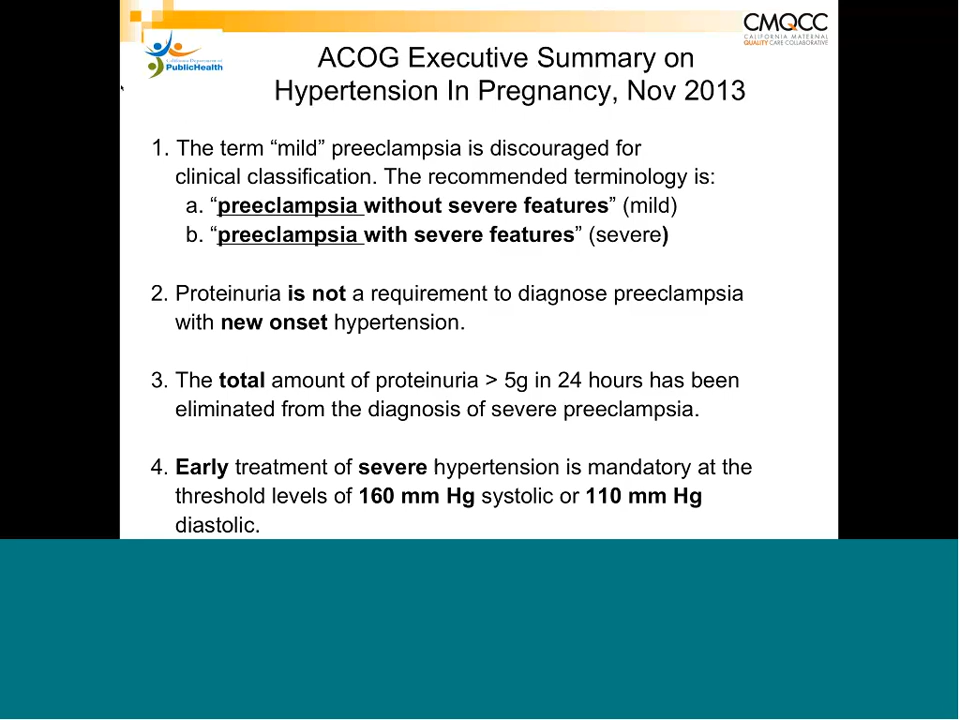 CMQCC
CALIFORNIA MATERNAL
QUALITY CARE COLLABORATIVE
California Department of
PublicHealth
ACOG Executive Summary on
Hypertension In Pregnancy, Nov 2013
1. The term “mild” preeclampsia is discouraged for
clinical classification. The recommended terminology is:
a. “preeclampsia without severe features” (mild)
b. “preeclampsia with severe features” (severe)
2. Proteinuria is not a requirement to diagnose preeclampsia
with new onset hypertension.
3. The total amount of proteinuria > 5g in 24 hours has been
eliminated from the diagnosis of severe preeclampsia.
4. Early treatment of severe hypertension is mandatory at the
threshold levels of 160 mm Hg systolic or 110 mm Hg
diastolic.